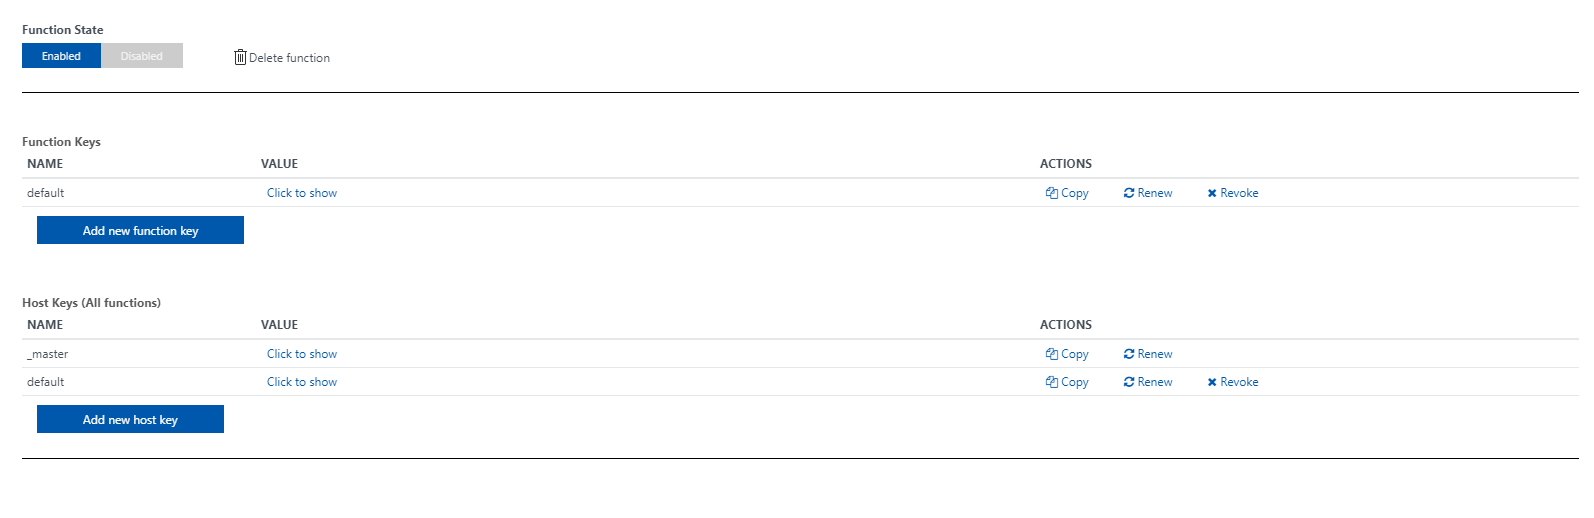 Function State
Enabled Disabled Delete function
Function Keys
NAME VALUE ACTIONS
default Click to show Copy Renew Revoke
Add new function key
Host Keys (All functions)
NAME VALUE ACTIONS
_master Click to show Copy Renew
default Click to show Copy Renew Revoke
Add new host key